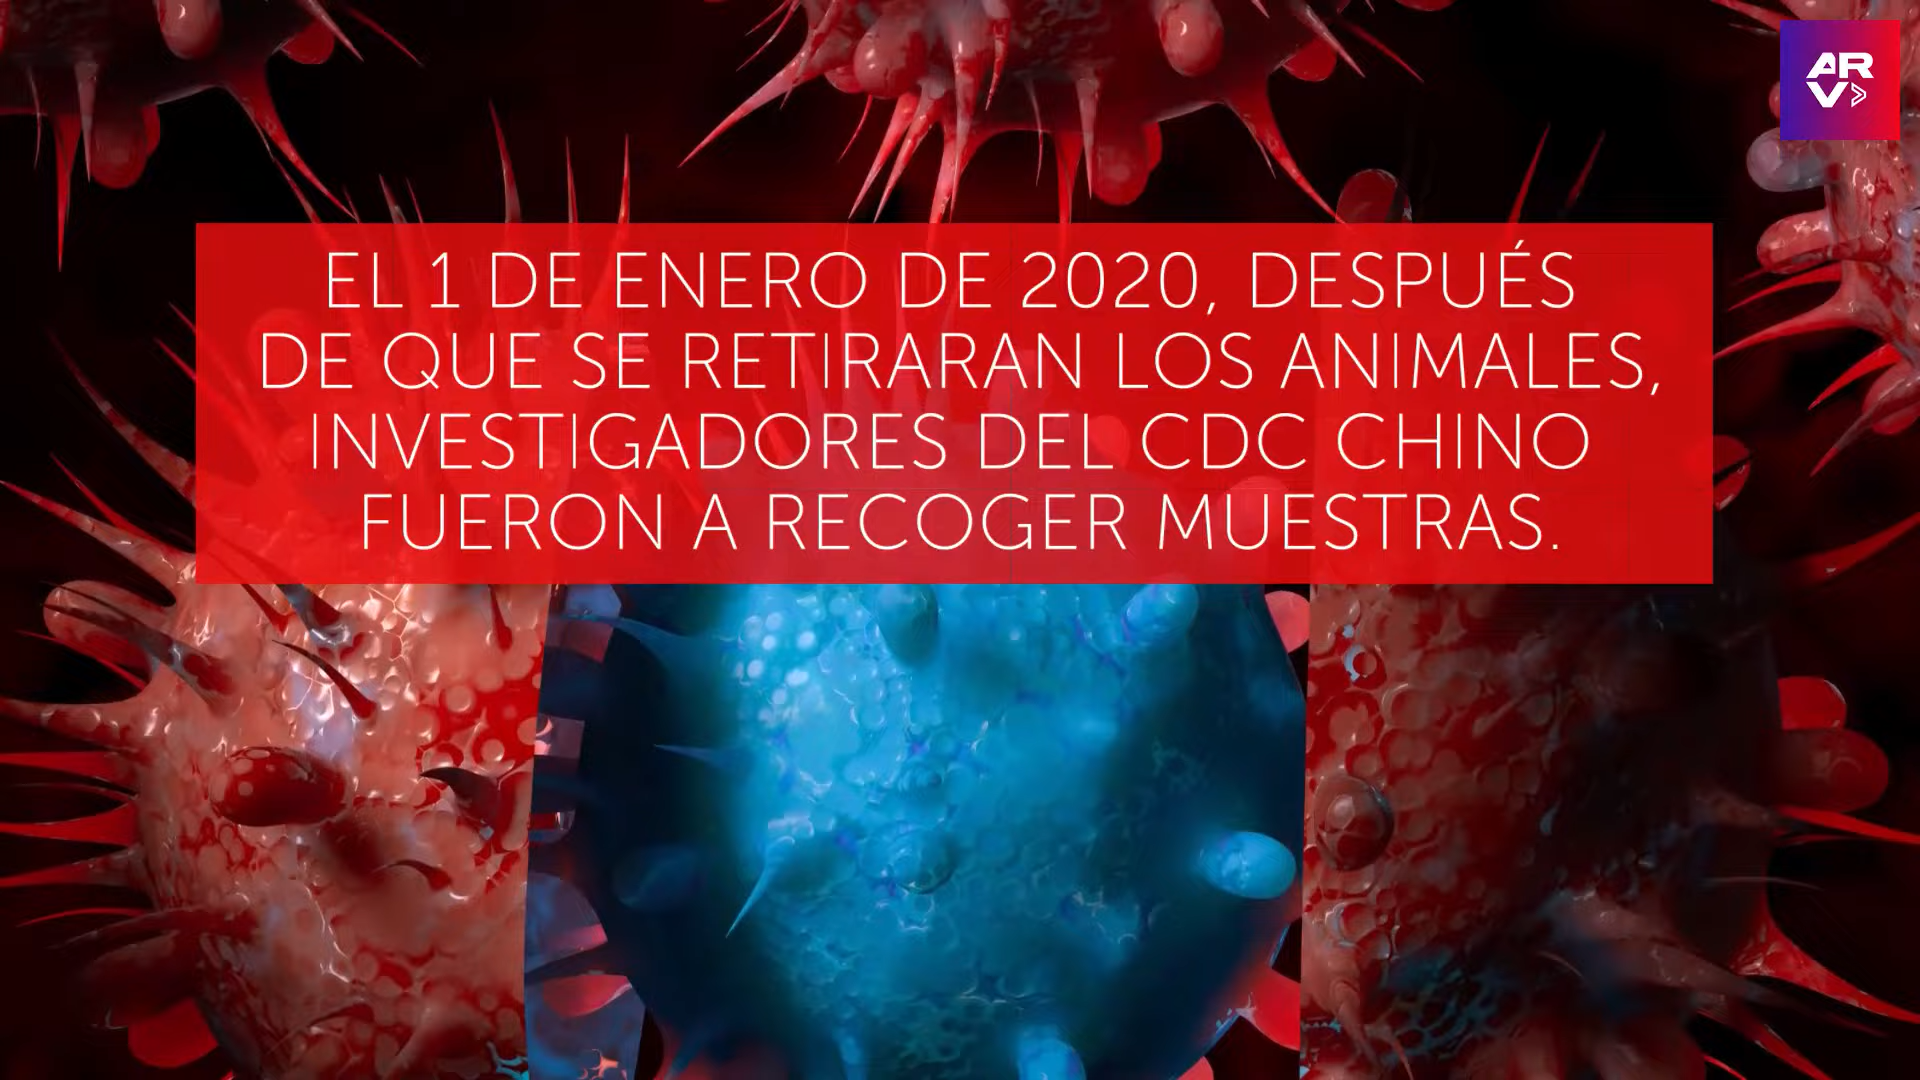 ARV
EL 1 DE ENERO DE 2020, DESPUÉS
DE QUE SE RETIRARAN LOS ANIMALES,
INVESTIGADORES DEL CDC CHINO
FUERON A RECOGER MUESTRAS.